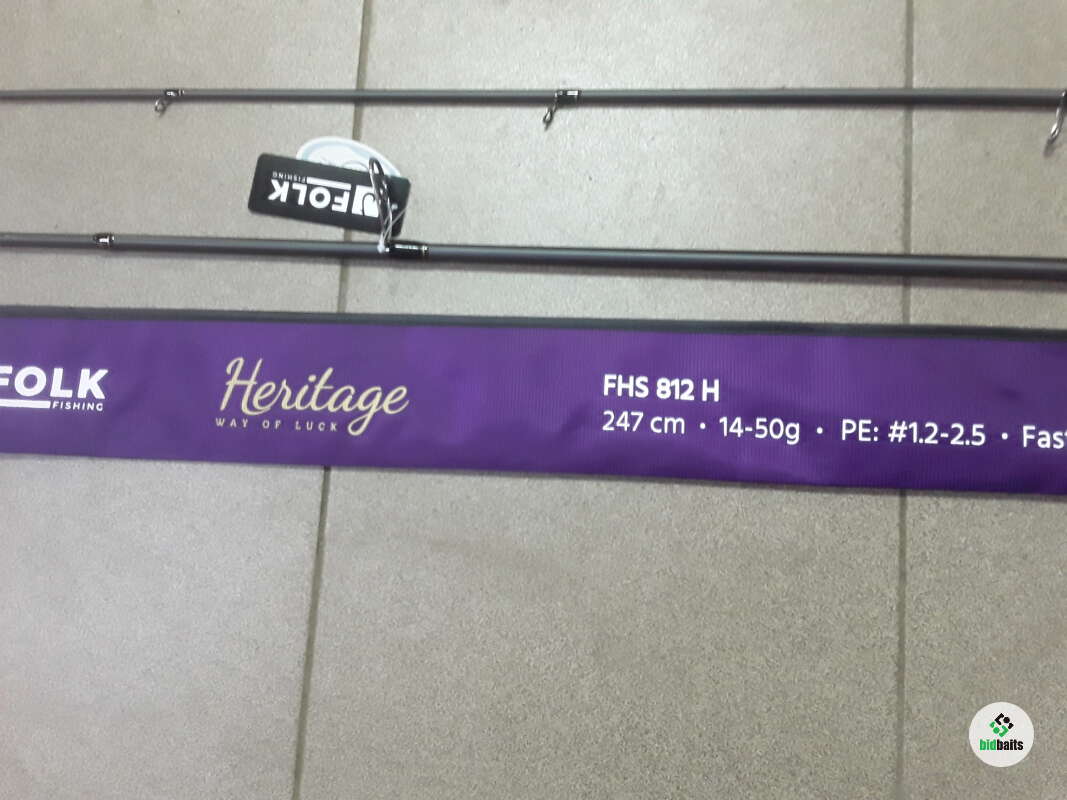 FOLK
FISHING
FOLK
FISHING
Heritage
WAY OF LUCK
FHS 812 H
247 cm • 14-50g • PE: #1.2-2.5 • Fast
bidbaits